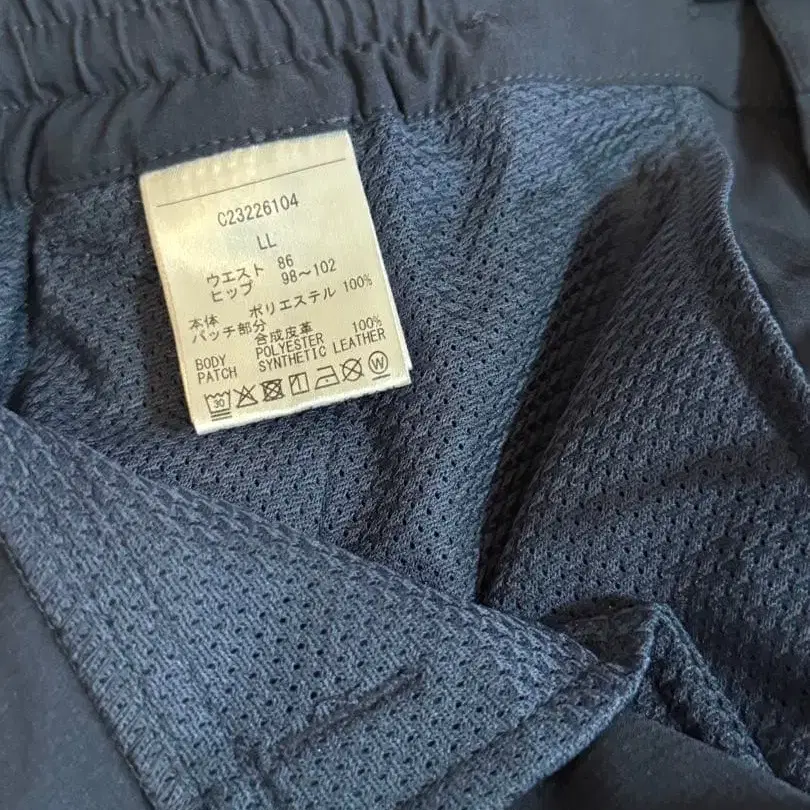 C23226104
LL
ウエスト 86
ヒップ 98～102
本体 ポリエステル 100%
パッチ部分 合成皮革
BODY POLYESTER 100%
PATCH SYNTHETIC LEATHER
30 W